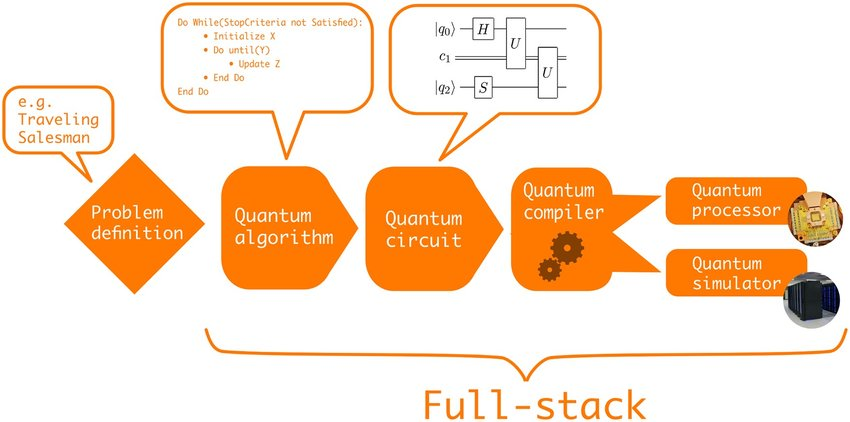 Do While(StopCriteria not Satisfied):
• Initialize X
• Do until(Y)
• Update Z
• End Do
End Do
|q₀⟩ H U
c₁ U
|q₂⟩ S
e.g.
Traveling
Salesman
Problem
definition
Quantum
algorithm
Quantum
circuit
Quantum
compiler
Quantum
processor
Quantum
simulator
Full-stack